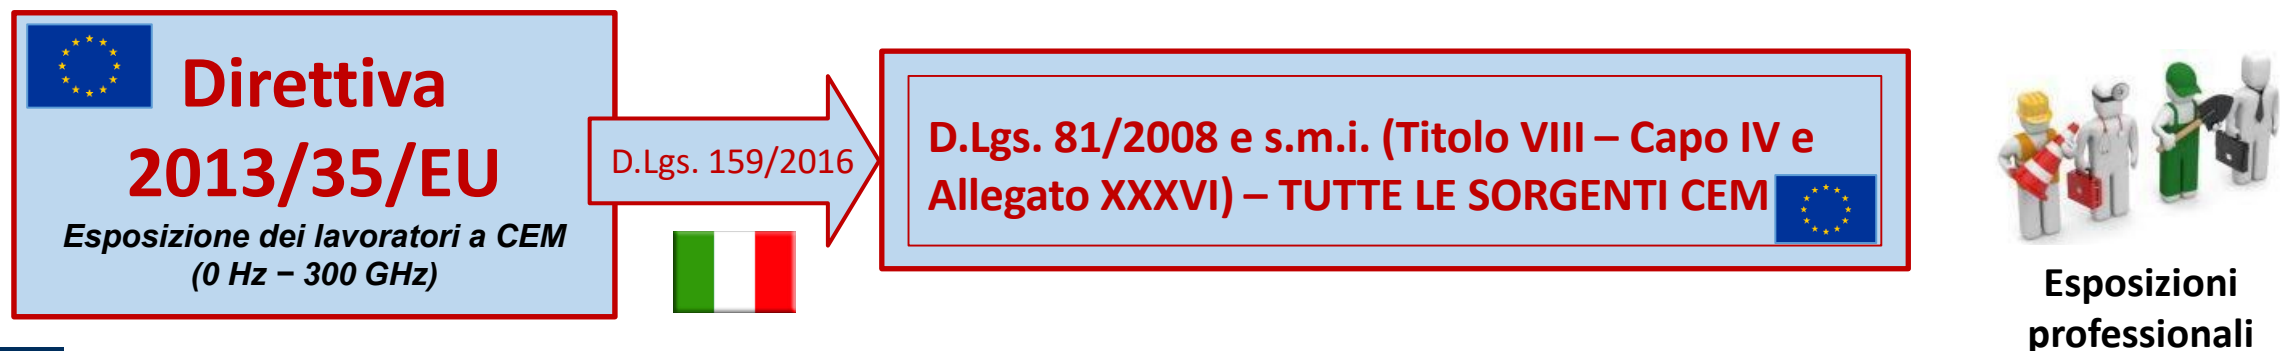 Direttiva
2013/35/EU
Esposizione dei lavoratori a CEM
(0 Hz – 300 GHz)
D.Lgs. 159/2016
D.Lgs. 81/2008 e s.m.i. (Titolo VIII – Capo IV e
Allegato XXXVI) – TUTTE LE SORGENTI CEM
Esposizioni
professionali